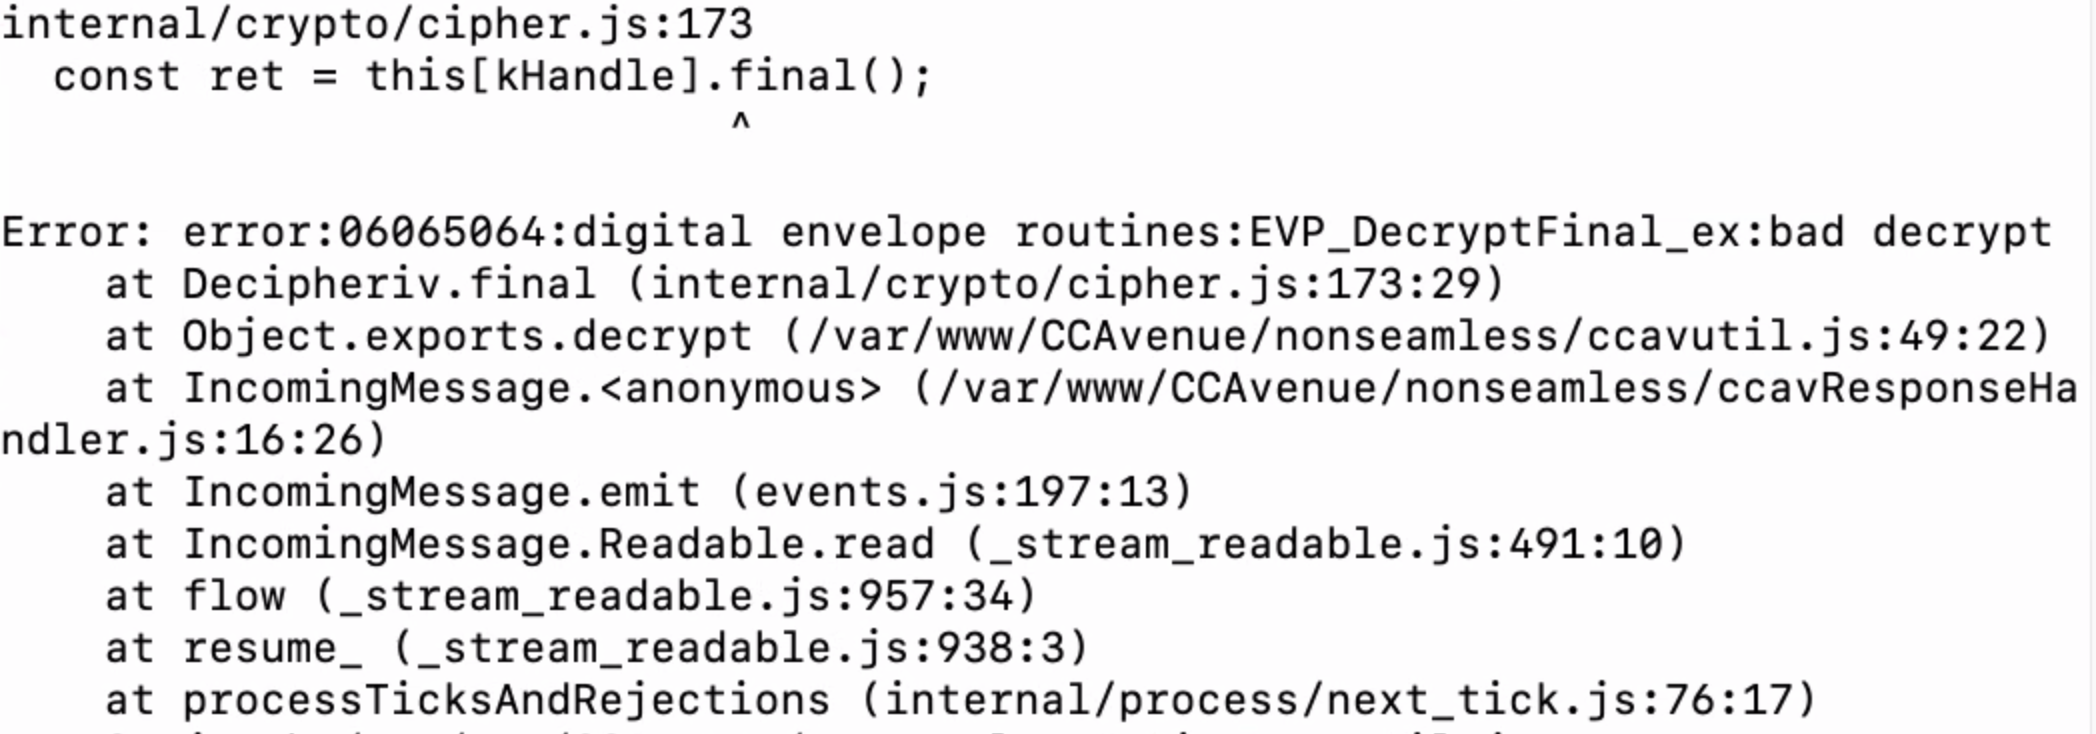 internal/crypto/cipher.js:173
  const ret = this[kHandle].final();
                            ^
Error: error:06065064:digital envelope routines:EVP_DecryptFinal_ex:bad decrypt
    at Decipheriv.final (internal/crypto/cipher.js:173:29)
    at Object.exports.decrypt (/var/www/CCAvenue/nonseamless/ccavutil.js:49:22)
    at IncomingMessage.<anonymous> (/var/www/CCAvenue/nonseamless/ccavResponseHa
ndler.js:16:26)
    at IncomingMessage.emit (events.js:197:13)
    at IncomingMessage.Readable.read (_stream_readable.js:491:10)
    at flow (_stream_readable.js:957:34)
    at resume_ (_stream_readable.js:938:3)
    at processTicksAndRejections (internal/process/next_tick.js:76:17)